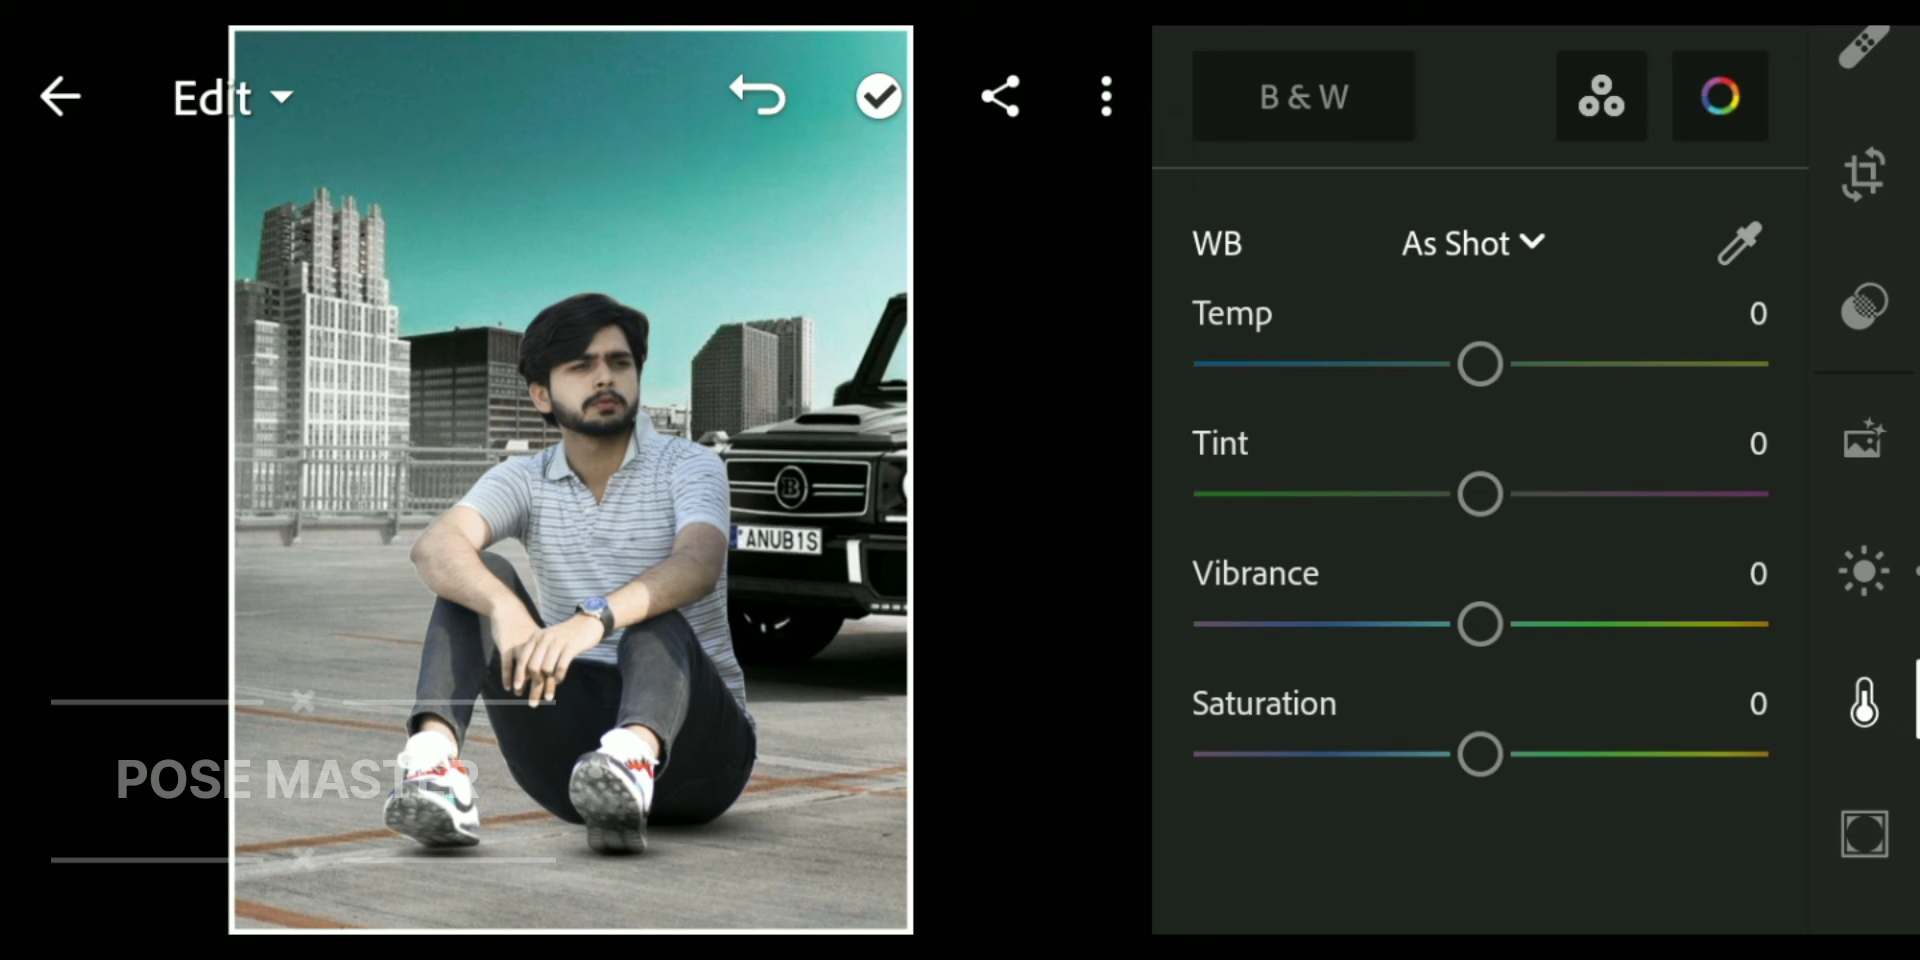 Edit
B & W
WB As Shot
Temp 0
Tint 0
Vibrance 0
Saturation 0
B
ANUB1S
POSE MASTER